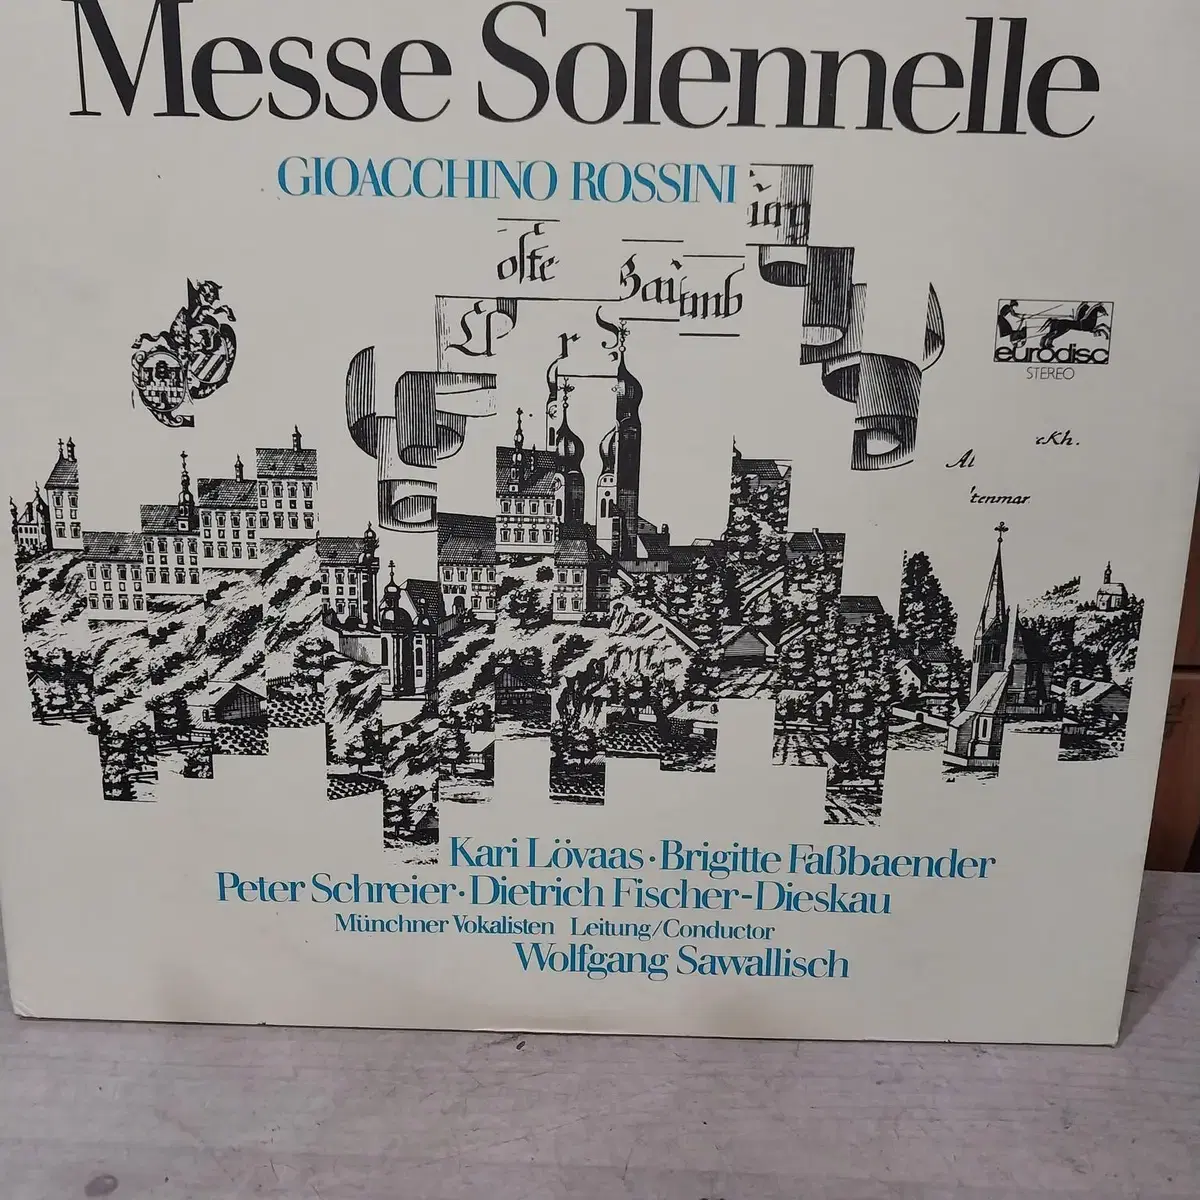 Messe Solennelle
GIOACCHINO ROSSINI
eurodisc
STEREO
Kari Lövaas · Brigitte Faßbaender
Peter Schreier · Dietrich Fischer-Dieskau
Münchner Vokalisten Leitung/Conductor
Wolfgang Sawallisch